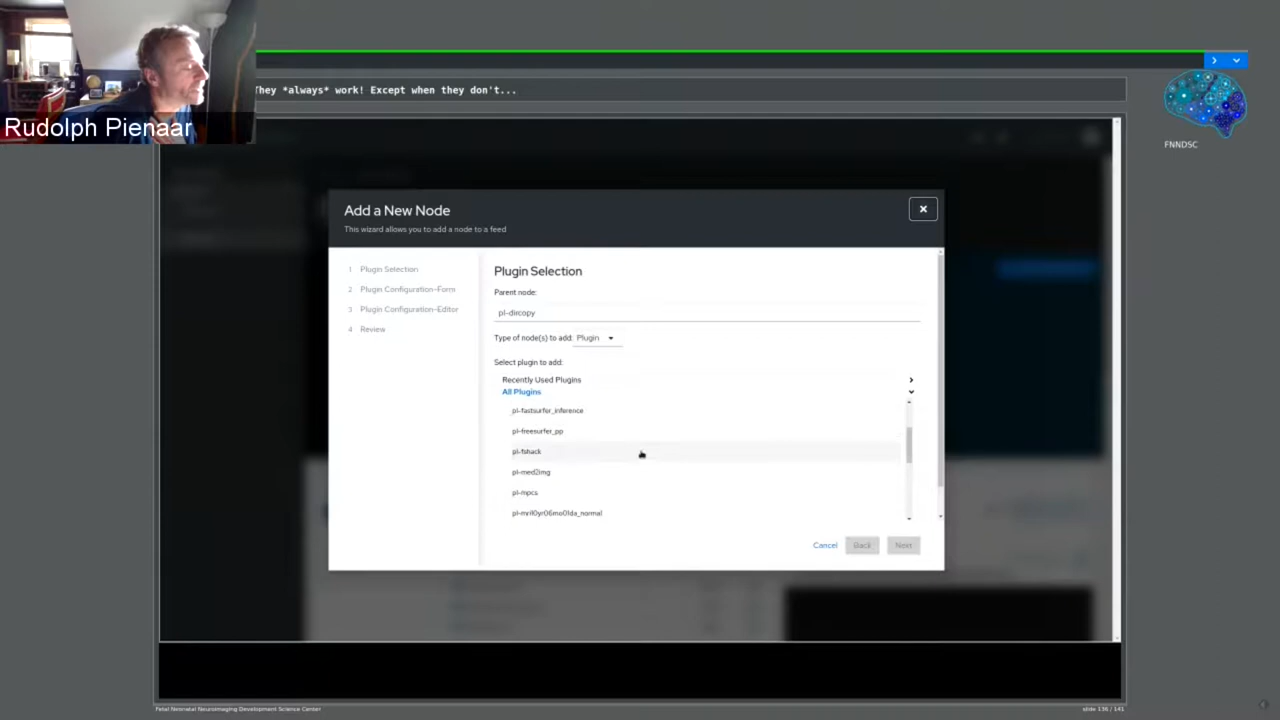 They *always* work! Except when they don't...
Rudolph Pienaar
FNNDSC
Add a New Node
This wizard allows you to add a node to a feed
1 Plugin Selection
2 Plugin Configuration-Form
3 Plugin Configuration-Editor
4 Review
Plugin Selection
Parent node:
pl-dircopy
Type of node(s) to add: Plugin
Select plugin to add:
Recently Used Plugins
All Plugins
pl-fastsurfer_inference
pl-freesurfer_pp
pl-fshack
pl-med2img
pl-mpcs
pl-mri10yr06mo01da_normal
Cancel
Back
Next
Fetal Neonatal Neuroimaging Development Science Center
slide 136 / 141